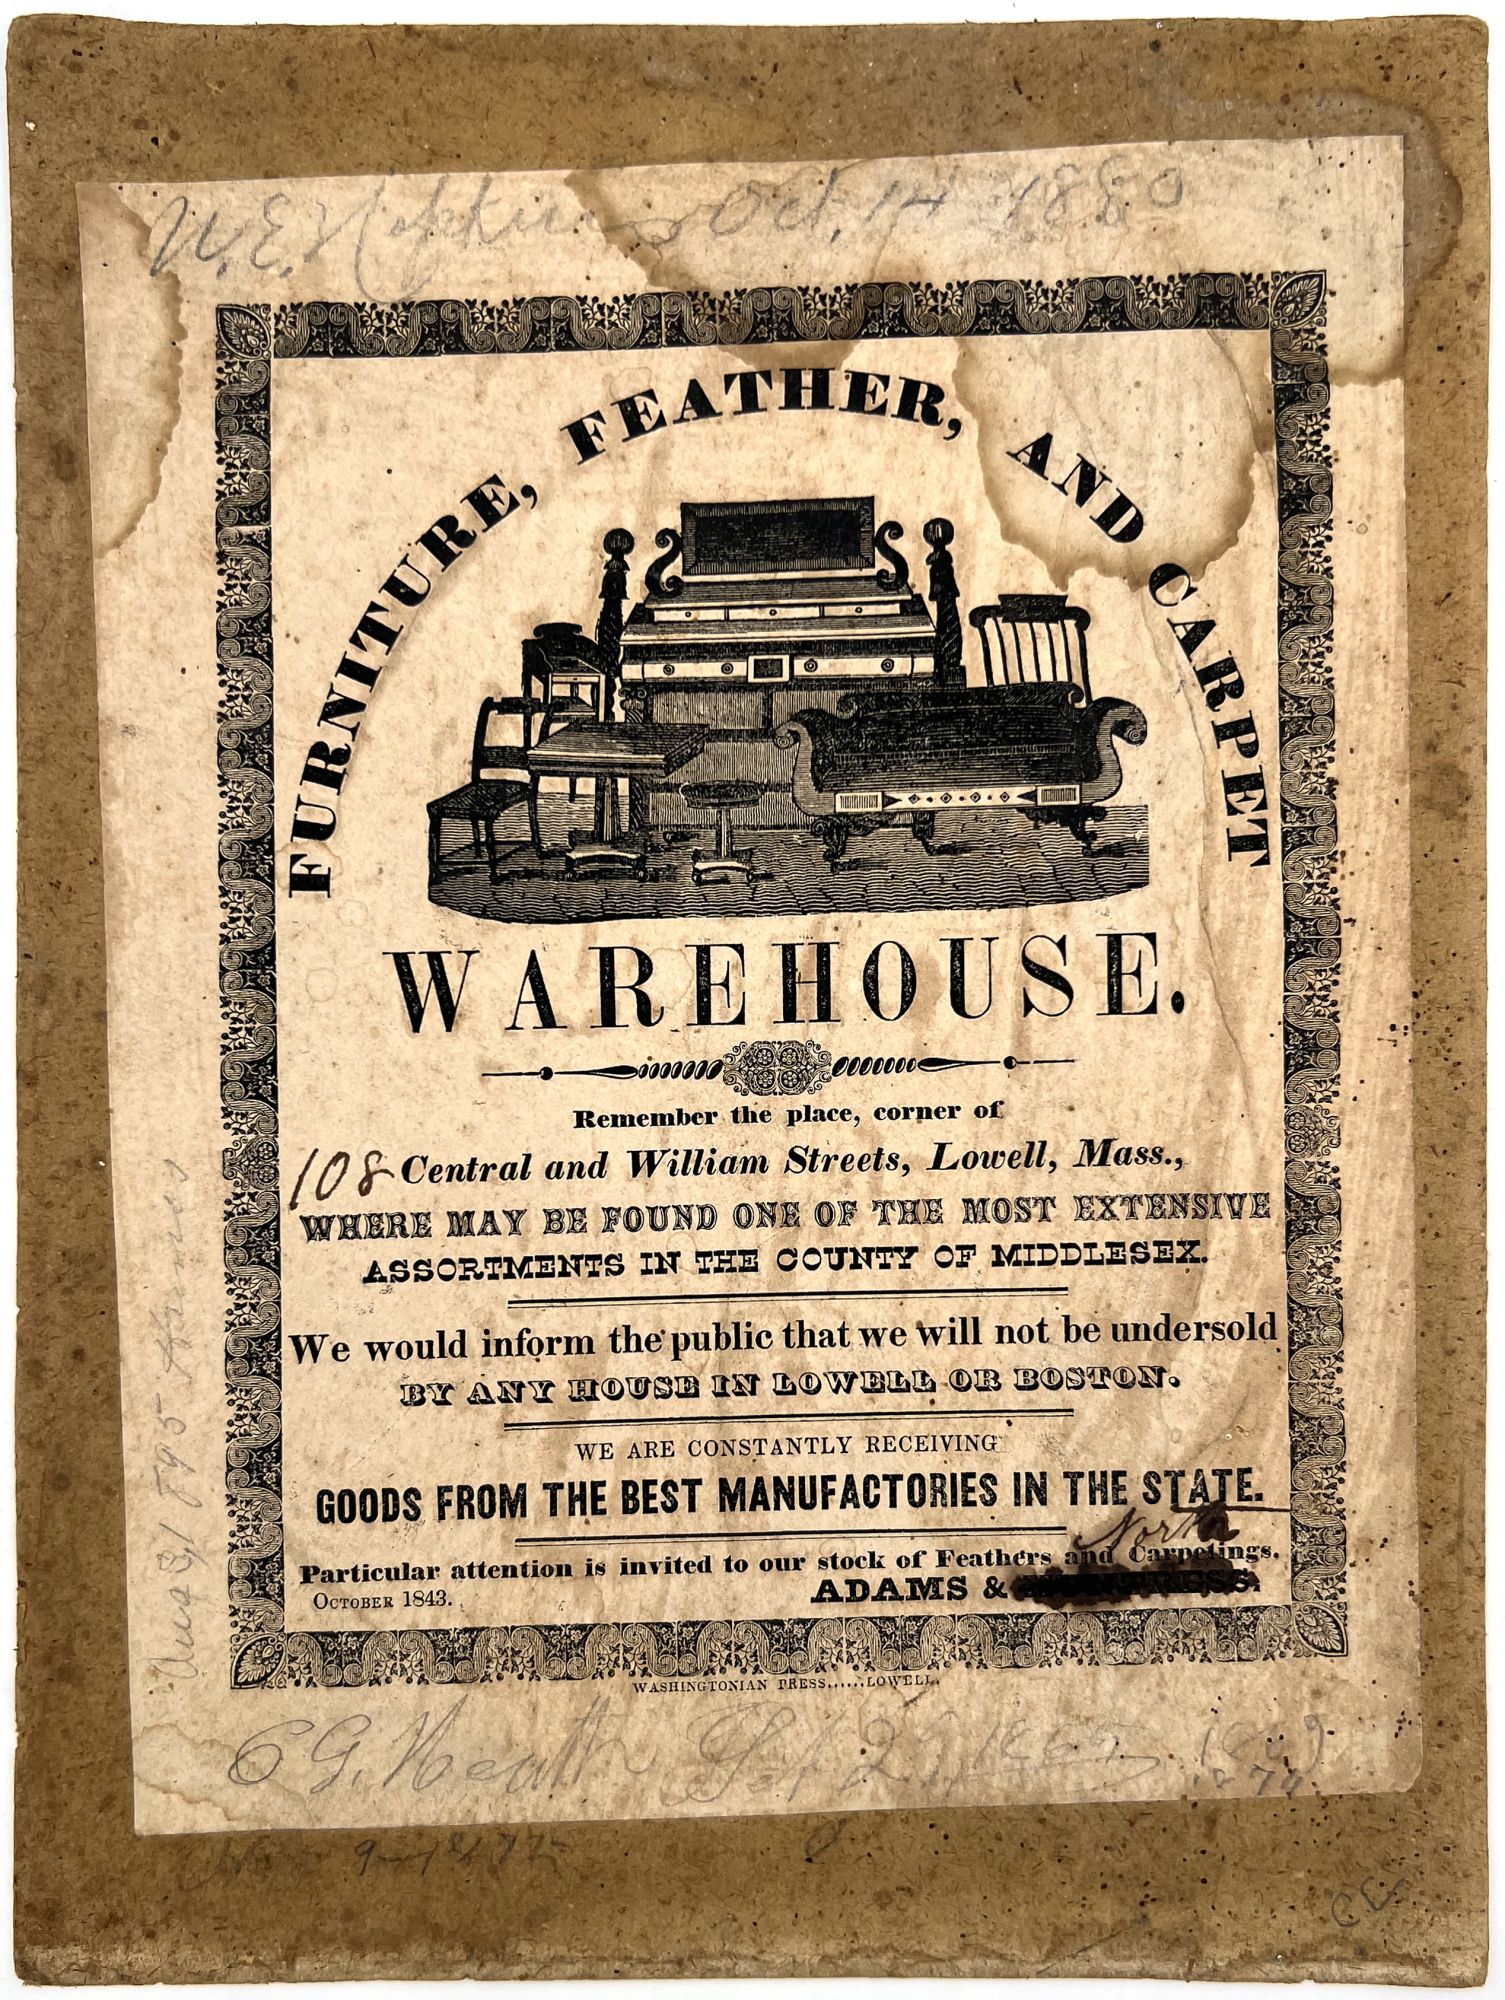 W. E. Hopkins Oct. 14 1880
FURNITURE, FEATHER, AND CARPET
WAREHOUSE.
Remember the place, corner of
108 Central and William Streets, Lowell, Mass.,
WHERE MAY BE FOUND ONE OF THE MOST EXTENSIVE
ASSORTMENTS IN THE COUNTY OF MIDDLESEX.
We would inform the public that we will not be undersold
BY ANY HOUSE IN LOWELL OR BOSTON.
WE ARE CONSTANTLY RECEIVING
GOODS FROM THE BEST MANUFACTORIES IN THE STATE.
North
Particular attention is invited to our stock of Feathers and Carpetings.
OCTOBER 1843. ADAMS &
WASHINGTONIAN PRESS......LOWELL.
C G. Heath